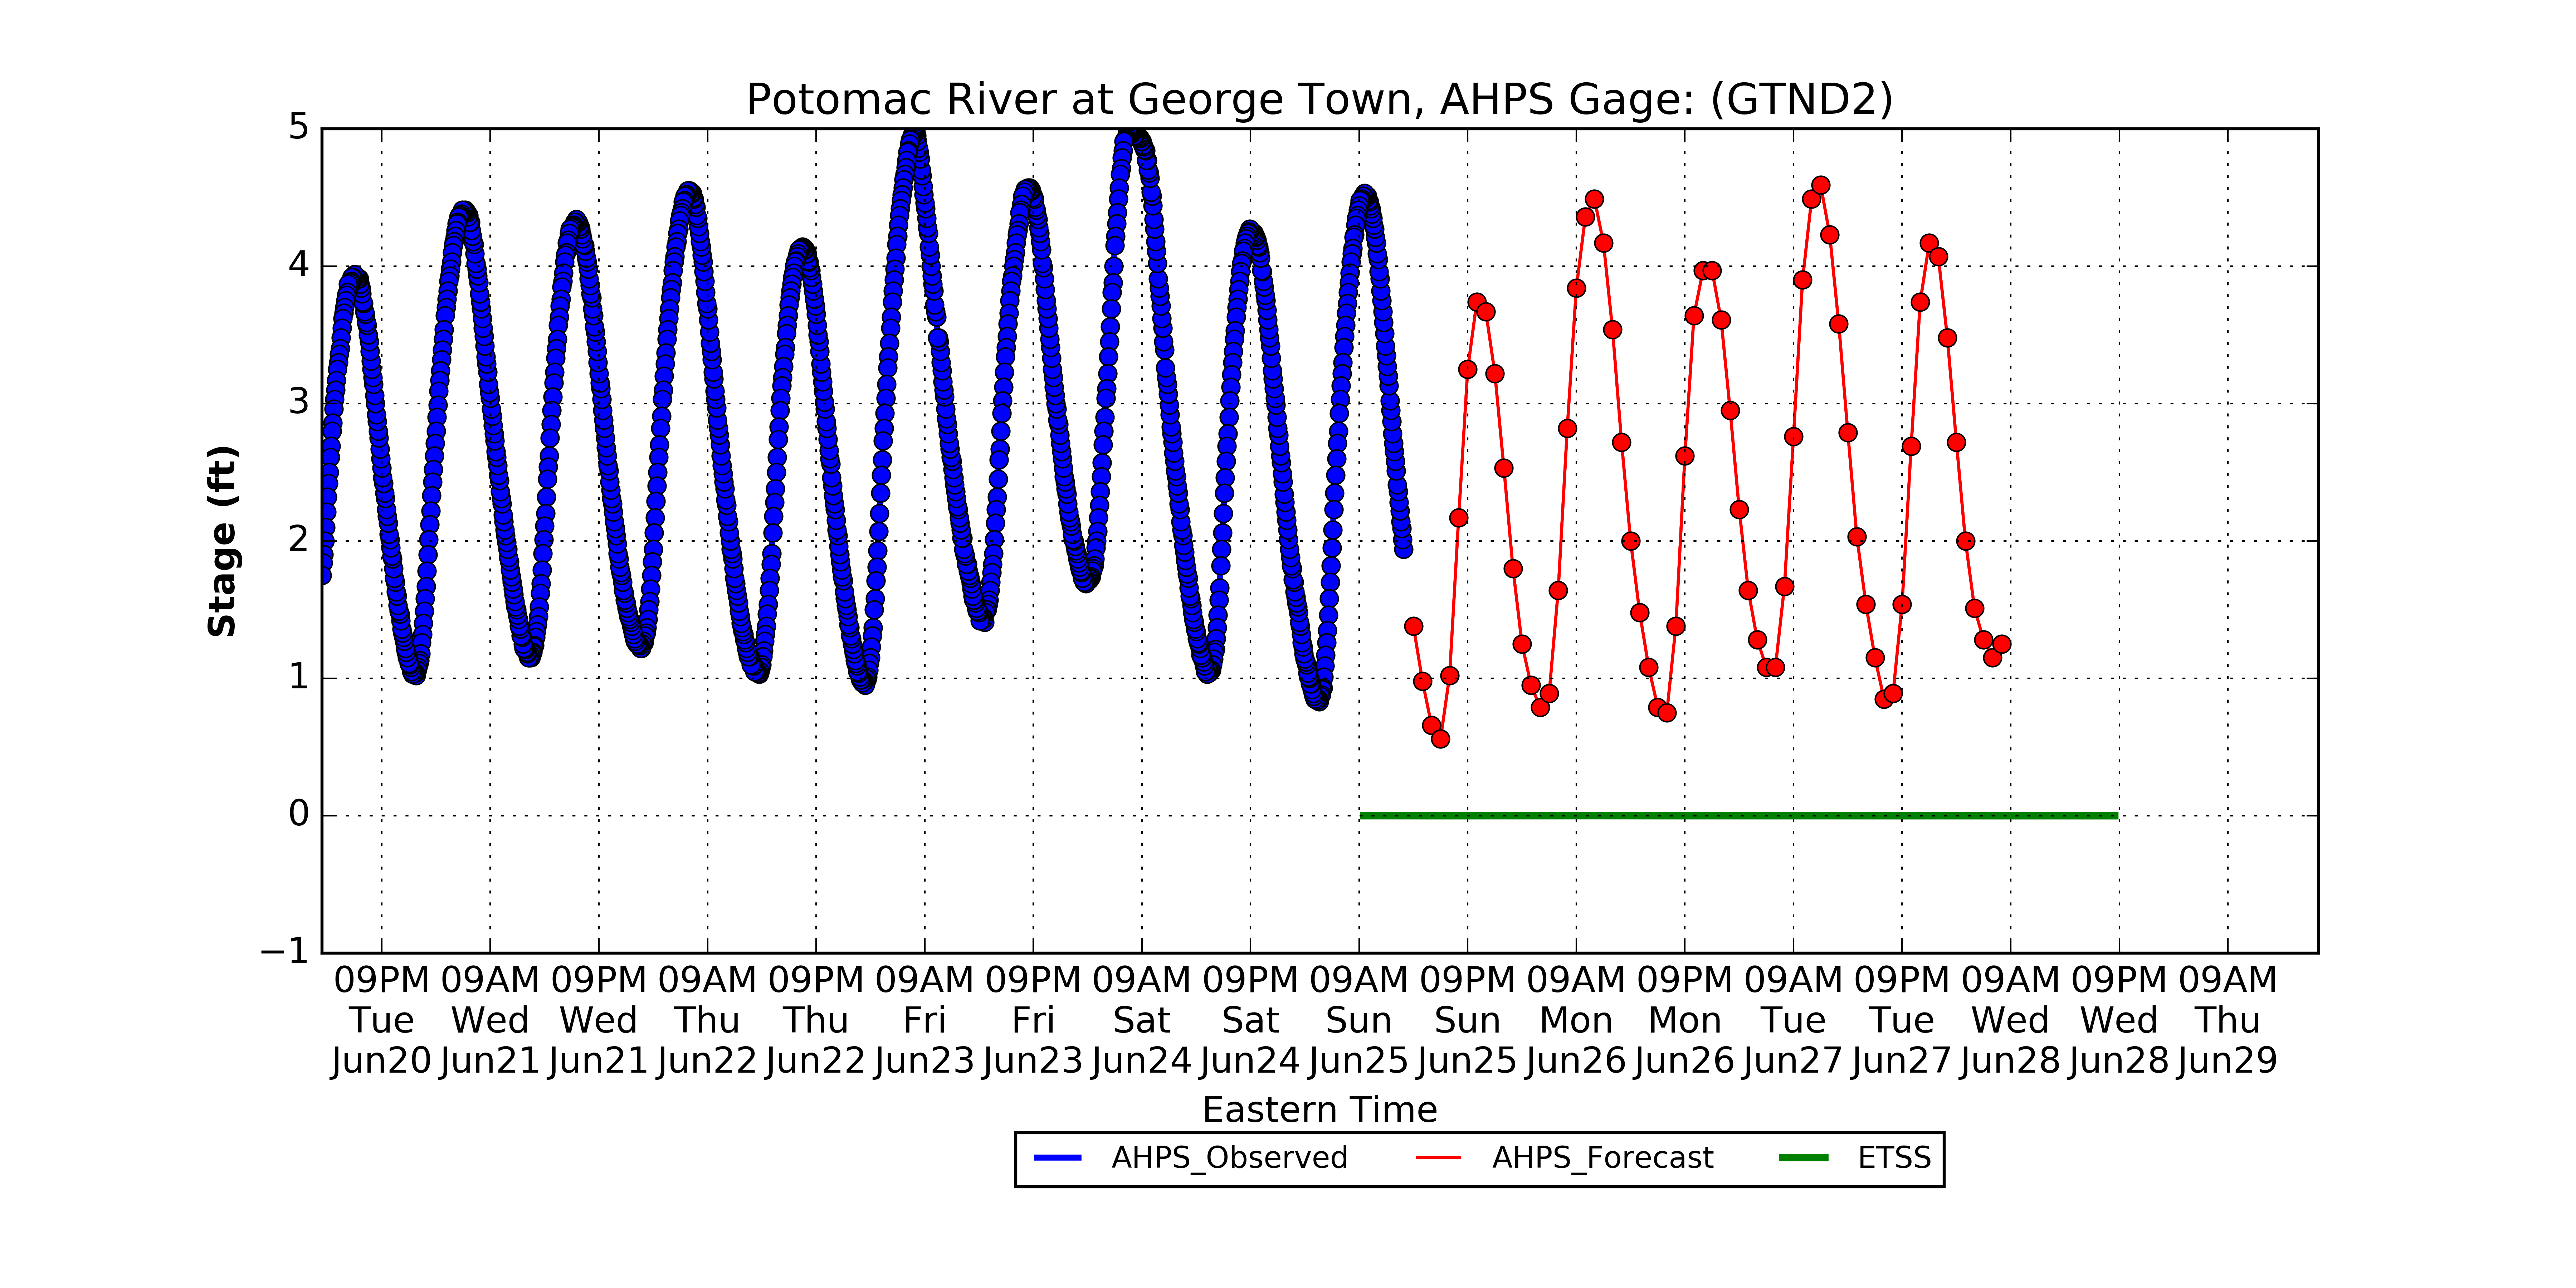 Potomac River at George Town, AHPS Gage: (GTND2)
Stage (ft)
5
4
3
2
1
0
−1
09PM 09AM 09PM 09AM 09PM 09AM 09PM 09AM 09PM 09AM 09PM 09AM 09PM 09AM 09PM 09AM 09PM 09AM
Tue Wed Wed Thu Thu Fri Fri Sat Sat Sun Sun Mon Mon Tue Tue Wed Wed Thu
Jun20 Jun21 Jun21 Jun22 Jun22 Jun23 Jun23 Jun24 Jun24 Jun25 Jun25 Jun26 Jun26 Jun27 Jun27 Jun28 Jun28 Jun29
Eastern Time
AHPS_Observed AHPS_Forecast ETSS